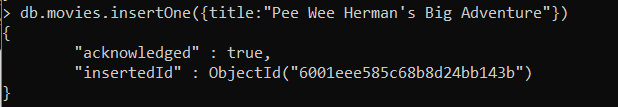 > db.movies.insertOne({title:"Pee Wee Herman's Big Adventure"})
{
        "acknowledged" : true,
        "insertedId" : ObjectId("6001eee585c68b8d24bb143b")
}